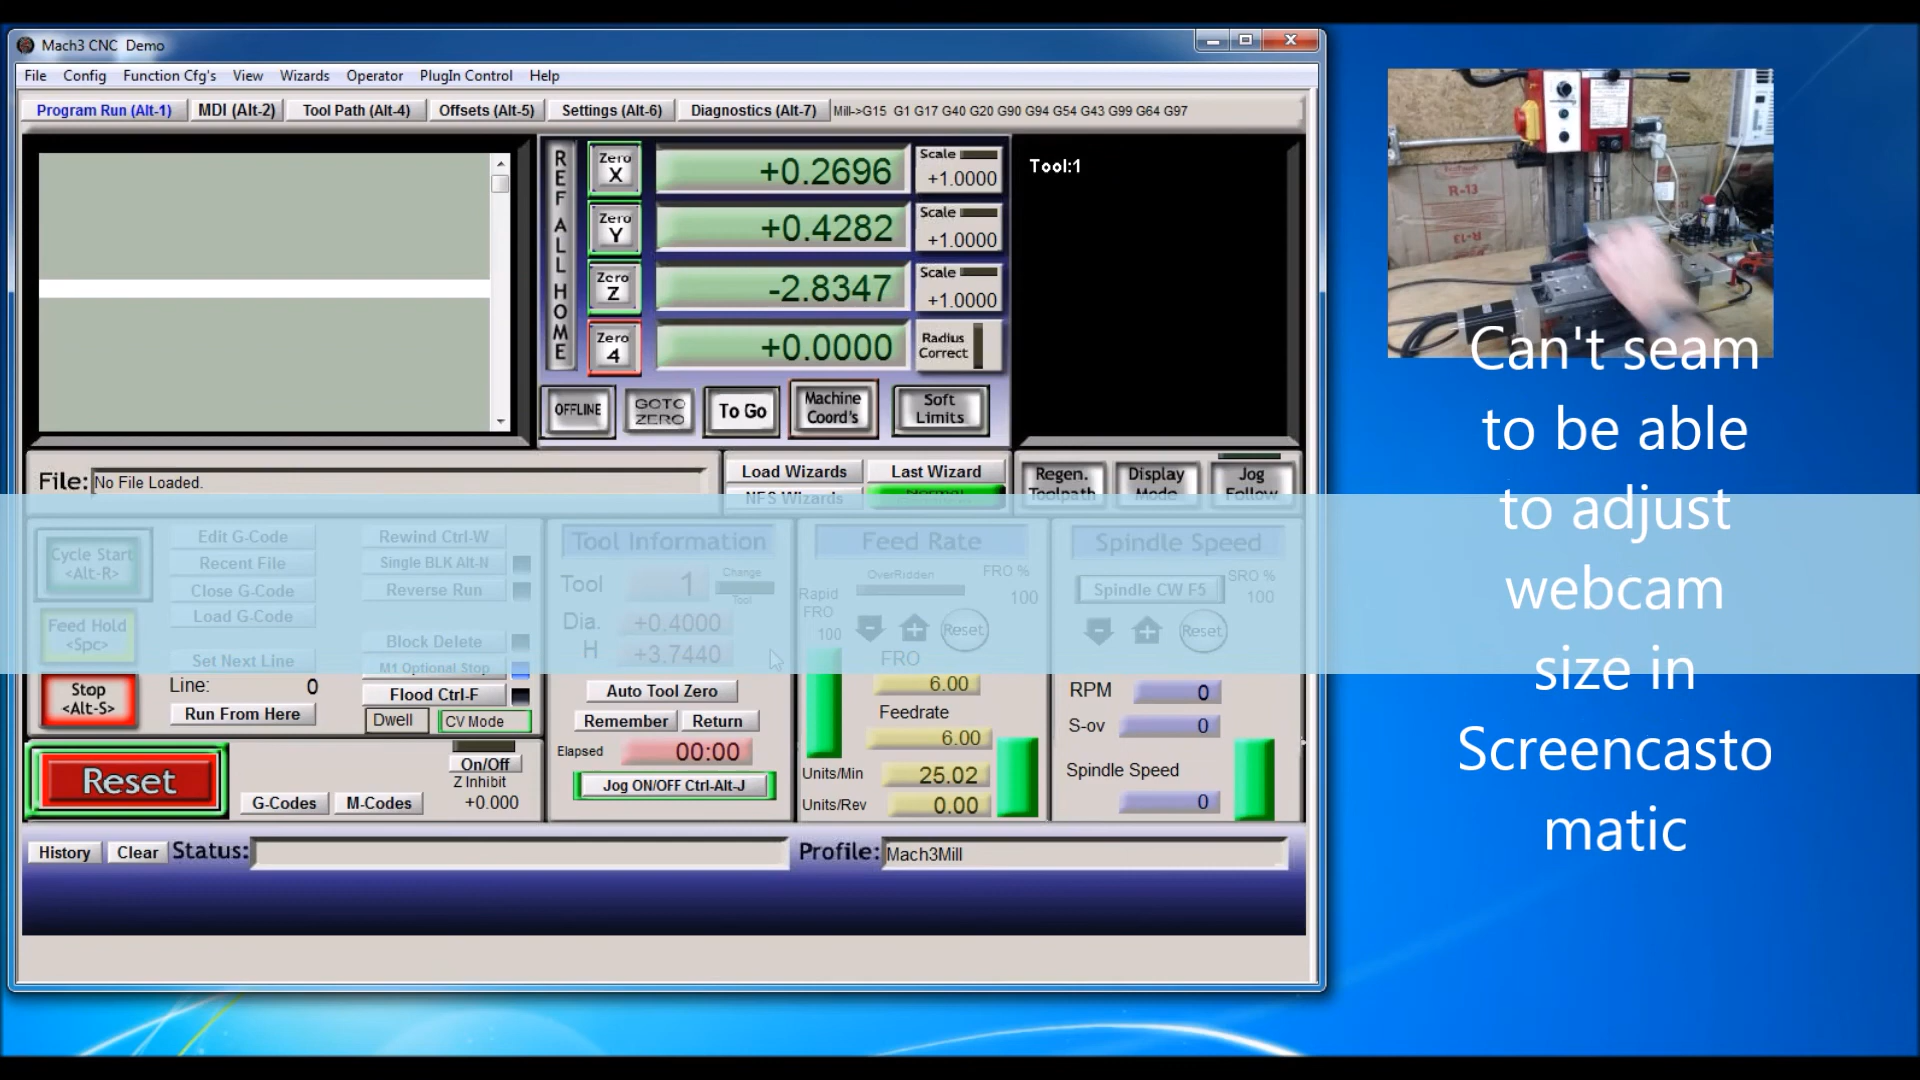 Mach3 CNC  Demo
File Config Function Cfg's View Wizards Operator PlugIn Control Help
Program Run (Alt-1) MDI (Alt-2) Tool Path (Alt-4) Offsets (Alt-5) Settings (Alt-6) Diagnostics (Alt-7) Mill->G15  G1 G17 G40 G20 G90 G94 G54 G43 G99 G64 G97
REF ALL HOME
Zero X +0.2696 Scale +1.0000
Zero Y +0.4282 Scale +1.0000
Zero Z -2.8347 Scale +1.0000
Zero 4 +0.0000 Radius Correct
OFFLINE GOTO ZERO To Go Machine Coord's Soft Limits
Tool:1
R-13
File: No File Loaded.
Load Wizards Last Wizard
NFS Wizards Normal
Regen. Toolpath Display Mode Jog Follow
Cycle Start <Alt-R>
Feed Hold <Spc>
Stop <Alt-S>
Edit G-Code
Recent File
Close G-Code
Load G-Code
Set Next Line
Line: 0
Run From Here
Rewind Ctrl-W
Single BLK Alt-N
Reverse Run
Block Delete
M1 Optional Stop
Flood Ctrl-F
Dwell CV Mode
Reset
G-Codes M-Codes
On/Off
Z Inhibit
+0.000
Tool Information
Tool 1 Change Tool
Dia. +0.4000
H +3.7440
Auto Tool Zero
Remember Return
Elapsed 00:00
Jog ON/OFF Ctrl-Alt-J
Feed Rate
OverRidden FRO %
100
Rapid FRO
100
Reset
FRO
6.00
Feedrate
6.00
Units/Min 25.02
Units/Rev 0.00
Spindle Speed
Spindle CW F5 SRO %
100
Reset
RPM 0
S-ov 0
Spindle Speed
0
History Clear Status: Profile: Mach3Mill
Can't seam
to be able
to adjust
webcam
size in
Screencasto
matic